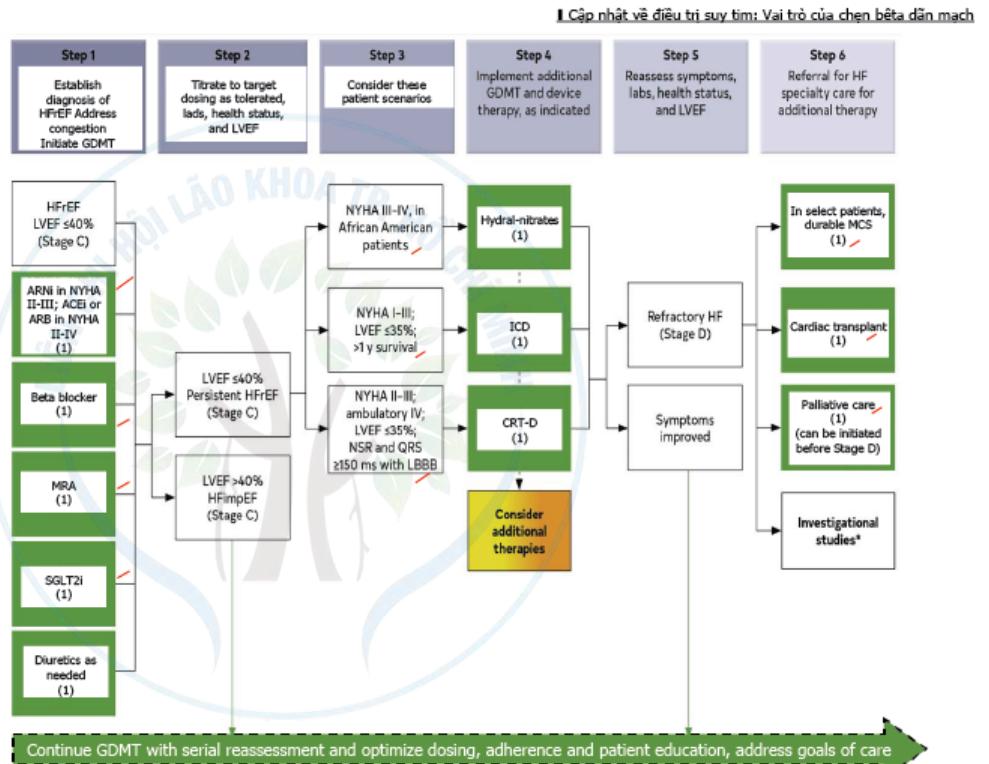 Cập nhật về điều trị suy tim: Vai trò của chẹn bêta dãn mạch
Step 1
Establish
diagnosis of
HFrEF Address
congestion
Initiate GDMT
Step 2
Titrate to target
dosing as tolerated,
lads, health status,
and LVEF
Step 3
Consider these
patient scenarios
Step 4
Implement additional
GDMT and device
therapy, as indicated
Step 5
Reassess symptoms,
labs, health status,
and LVEF
Step 6
Referral for HF
specialty care for
additional therapy
HFrEF
LVEF ≤40%
(Stage C)
ARNi in NYHA
II-III; ACEi or
ARB in NYHA
II-IV
(1)
Beta blocker
(1)
MRA
(1)
SGLT2i
(1)
Diuretics as
needed
(1)
LVEF ≤40%
Persistent HFrEF
(Stage C)
LVEF >40%
HFimpEF
(Stage C)
NYHA III-IV, in
African American
patients
NYHA I-III;
LVEF ≤35%;
>1 y survival
NYHA II-III;
ambulatory IV;
LVEF ≤35%;
NSR and QRS
≥150 ms with LBBB
Hydral-nitrates
(1)
ICD
(1)
CRT-D
(1)
Consider
additional
therapies
Refractory HF
(Stage D)
Symptoms
improved
In select patients,
durable MCS
(1)
Cardiac transplant
(1)
Palliative care
(1)
(can be initiated
before Stage D)
Investigational
studies*
Continue GDMT with serial reassessment and optimize dosing, adherence and patient education, address goals of care
HỘI LÃO KHOA